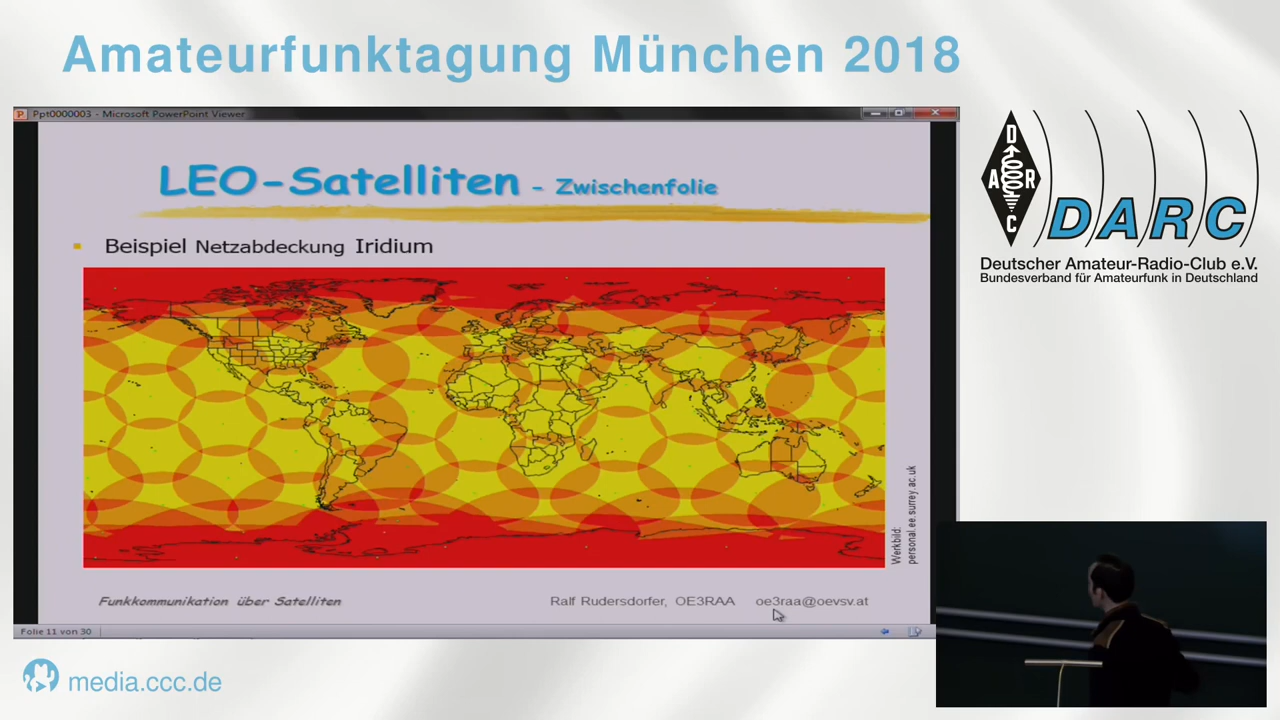 Amateurfunktagung München 2018
Ppt0000003 - Microsoft PowerPoint Viewer
LEO-Satelliten - Zwischenfolie
Beispiel Netzabdeckung Iridium
Werkbild:
personal.ee.surrey.ac.uk
Funkkommunikation über Satelliten
Ralf Rudersdorfer, OE3RAA oe3raa@oevsv.at
Folie 11 von 30
D
A R
C
DARC
Deutscher Amateur-Radio-Club e.V.
Bundesverband für Amateurfunk in Deutschland
media.ccc.de